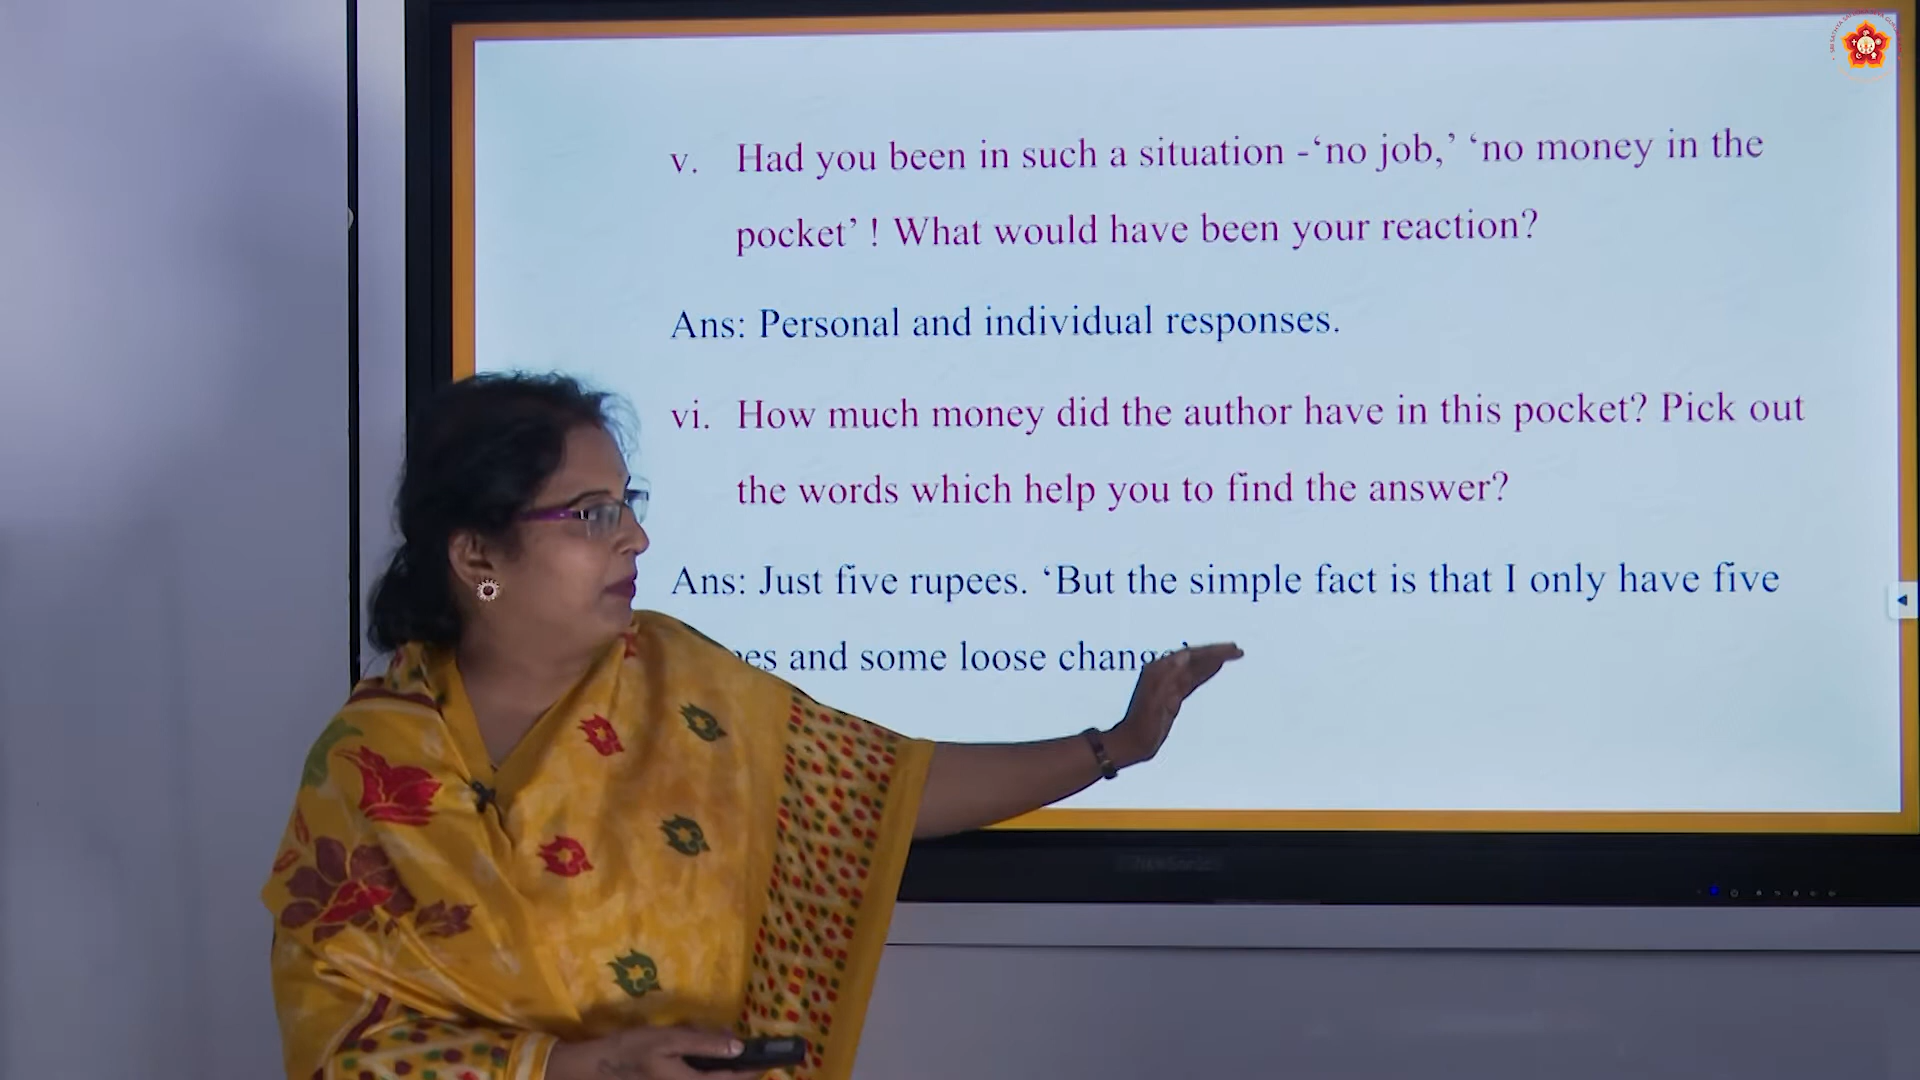 v. Had you been in such a situation -‘no job,’ ‘no money in the
pocket’ ! What would have been your reaction?
Ans: Personal and individual responses.
vi. How much money did the author have in this pocket? Pick out
the words which help you to find the answer?
Ans: Just five rupees. ‘But the simple fact is that I only have five
and some loose change’